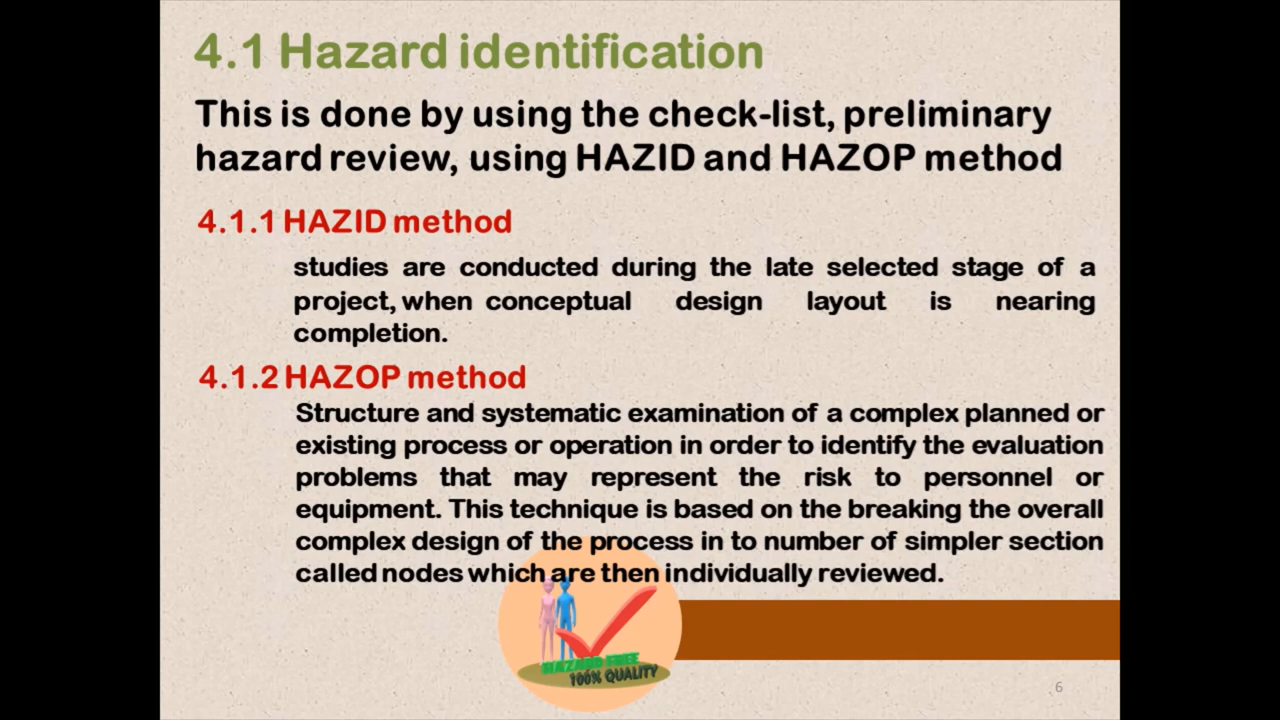 4.1 Hazard identification
This is done by using the check-list, preliminary
hazard review, using HAZID and HAZOP method
4.1.1 HAZID method
studies are conducted during the late selected stage of a
project, when conceptual design layout is nearing
completion.
4.1.2 HAZOP method
Structure and systematic examination of a complex planned or
existing process or operation in order to identify the evaluation
problems that may represent the risk to personnel or
equipment. This technique is based on the breaking the overall
complex design of the process in to number of simpler section
called nodes which are then individually reviewed.
HAZARD FREE
100% QUALITY
6